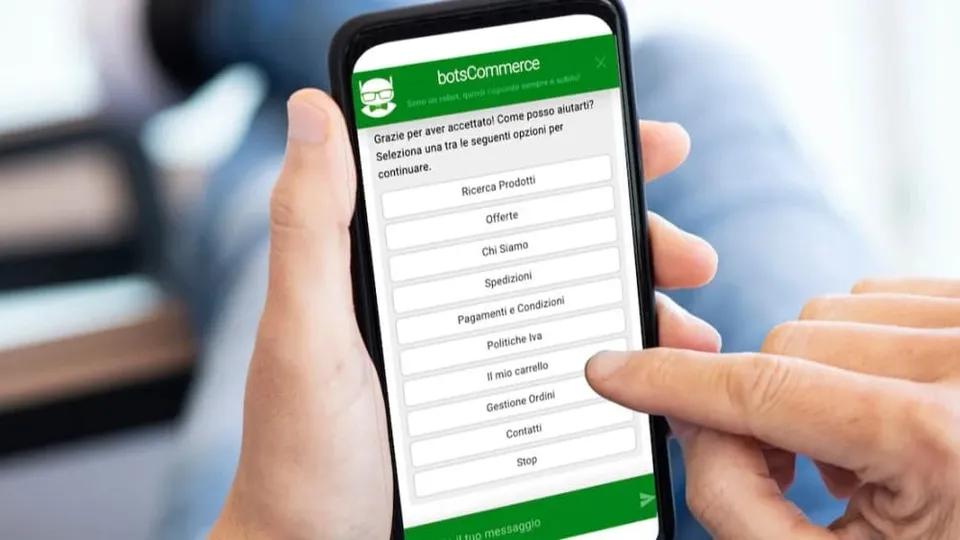 botsCommerce
Sono un robot, quindi rispondo sempre e subito!
Grazie per aver accettato! Come posso aiutarti?
Seleziona una tra le seguenti opzioni per
continuare.
Ricerca Prodotti
Offerte
Chi Siamo
Spedizioni
Pagamenti e Condizioni
Politiche Iva
Il mio carrello
Gestione Ordini
Contatti
Stop
il tuo messaggio